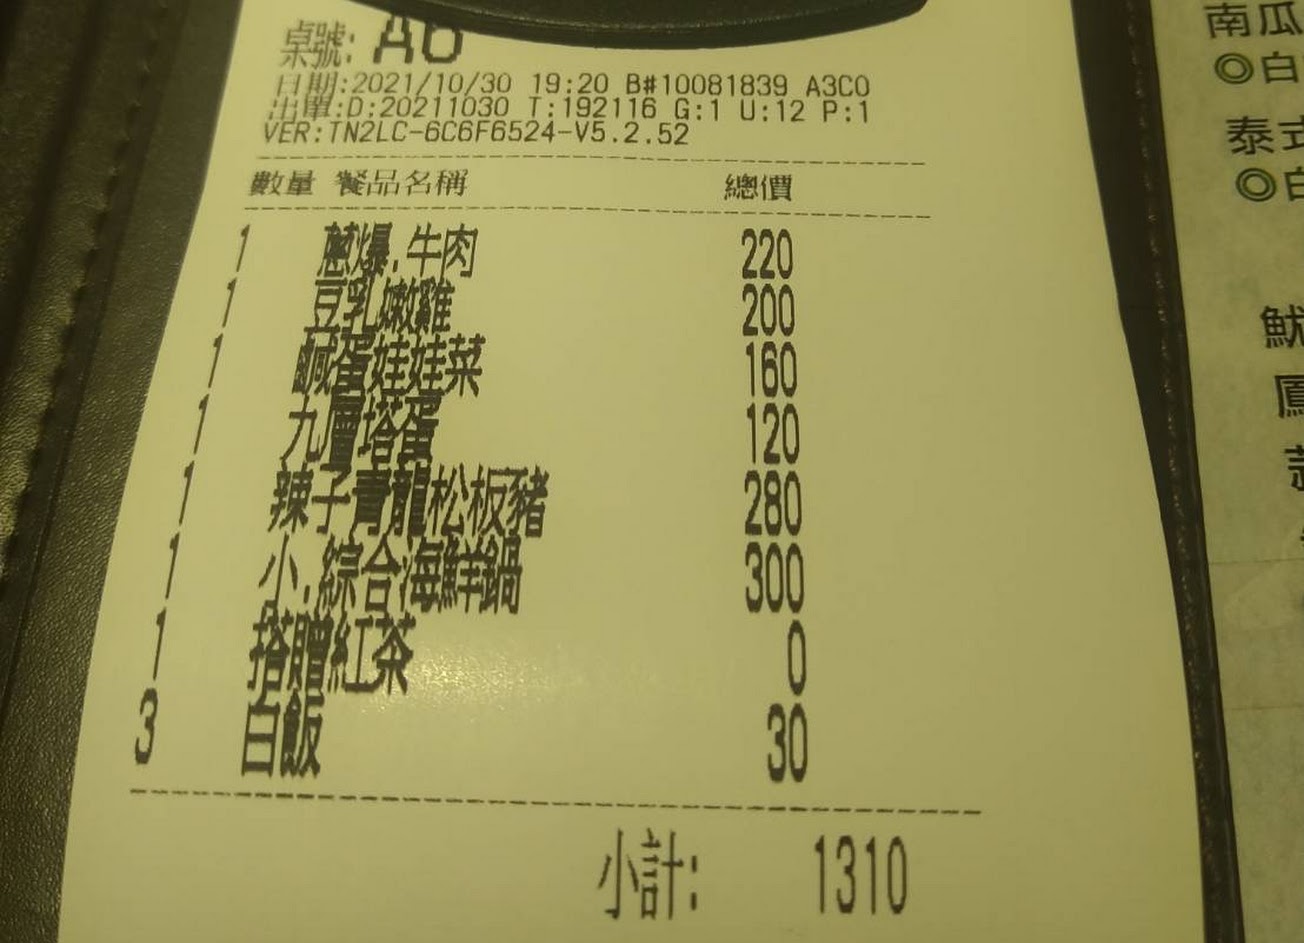 桌號: A6
日期:2021/10/30 19:20 B#10081839 A3C0
出單:D:20211030 T:192116 G:1 U:12 P:1
VER:TN2LC-6C6F6524-V5.2.52
數量 餐品名稱 總價
1 蔥爆.牛肉 220
1 豆乳嫩雞 200
1 鹹蛋娃娃菜 160
1 九層塔蛋 120
1 辣子青龍松板豬 280
1 小.綜合海鮮鍋 300
1 搭贈紅茶 0
3 白飯 30
小計: 1310
南瓜
◎白
泰式
◎白
魷
鳳